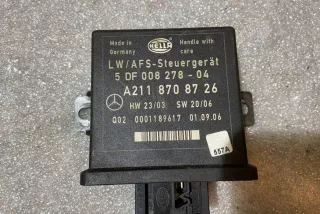 Made in Germany
HELLA
Handle with care
LW/AFS-Steuergerät
5 DF 008 278 - 04
A211 870 87 26
HW 23/03 SW 20/06
Q02 0001189617 01.09.06
557A